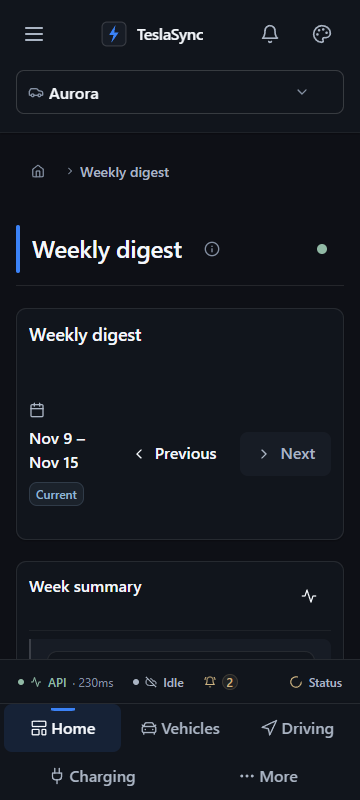 TeslaSync
Aurora
Weekly digest
Weekly digest
Weekly digest
Nov 9 –
Nov 15
Current
Previous
Next
Week summary
API · 230ms
Idle
2
Status
Home
Vehicles
Driving
Charging
More